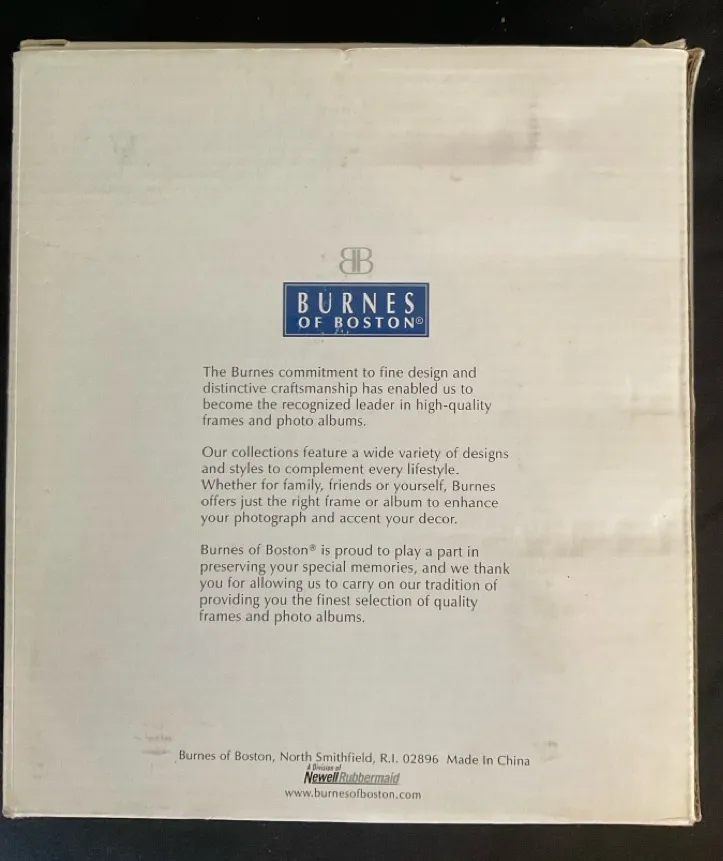 BB
BURNES
OF BOSTON®
The Burnes commitment to fine design and
distinctive craftsmanship has enabled us to
become the recognized leader in high-quality
frames and photo albums.
Our collections feature a wide variety of designs
and styles to complement every lifestyle.
Whether for family, friends or yourself, Burnes
offers just the right frame or album to enhance
your photograph and accent your decor.
Burnes of Boston® is proud to play a part in
preserving your special memories, and we thank
you for allowing us to carry on our tradition of
providing you the finest selection of quality
frames and photo albums.
Burnes of Boston, North Smithfield, R.I. 02896 Made In China
A Division of
NewellRubbermaid
www.burnesofboston.com